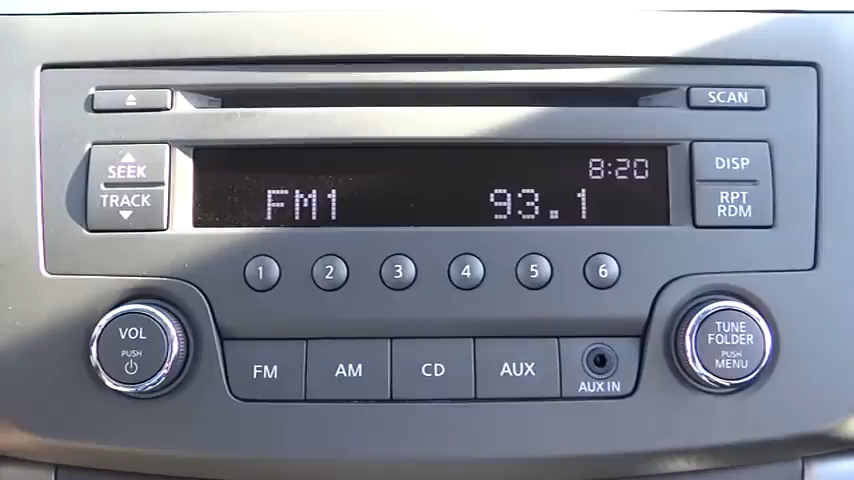 SCAN
SEEK
TRACK
8:20
FM1 93.1
DISP
RPT
RDM
1 2 3 4 5 6
VOL
PUSH
FM AM CD AUX
AUX IN
TUNE
FOLDER
PUSH
MENU